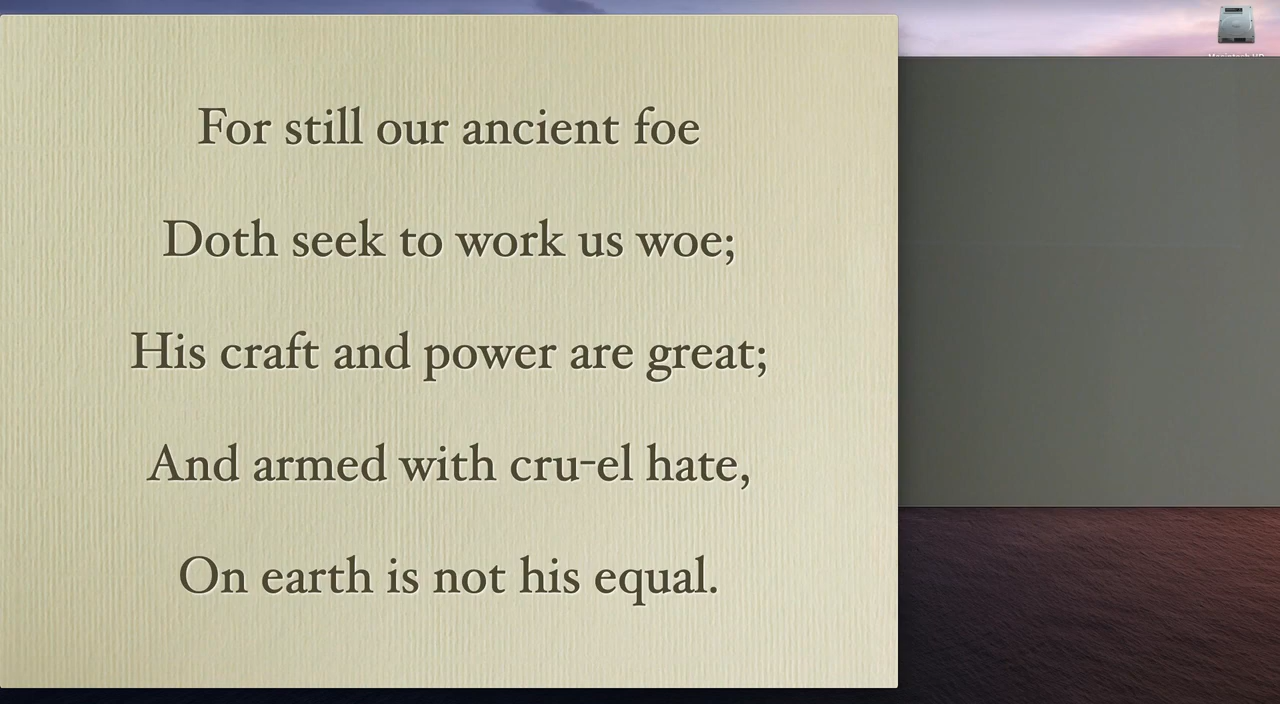 For still our ancient foe
Doth seek to work us woe;
His craft and power are great;
And armed with cru-el hate,
On earth is not his equal.